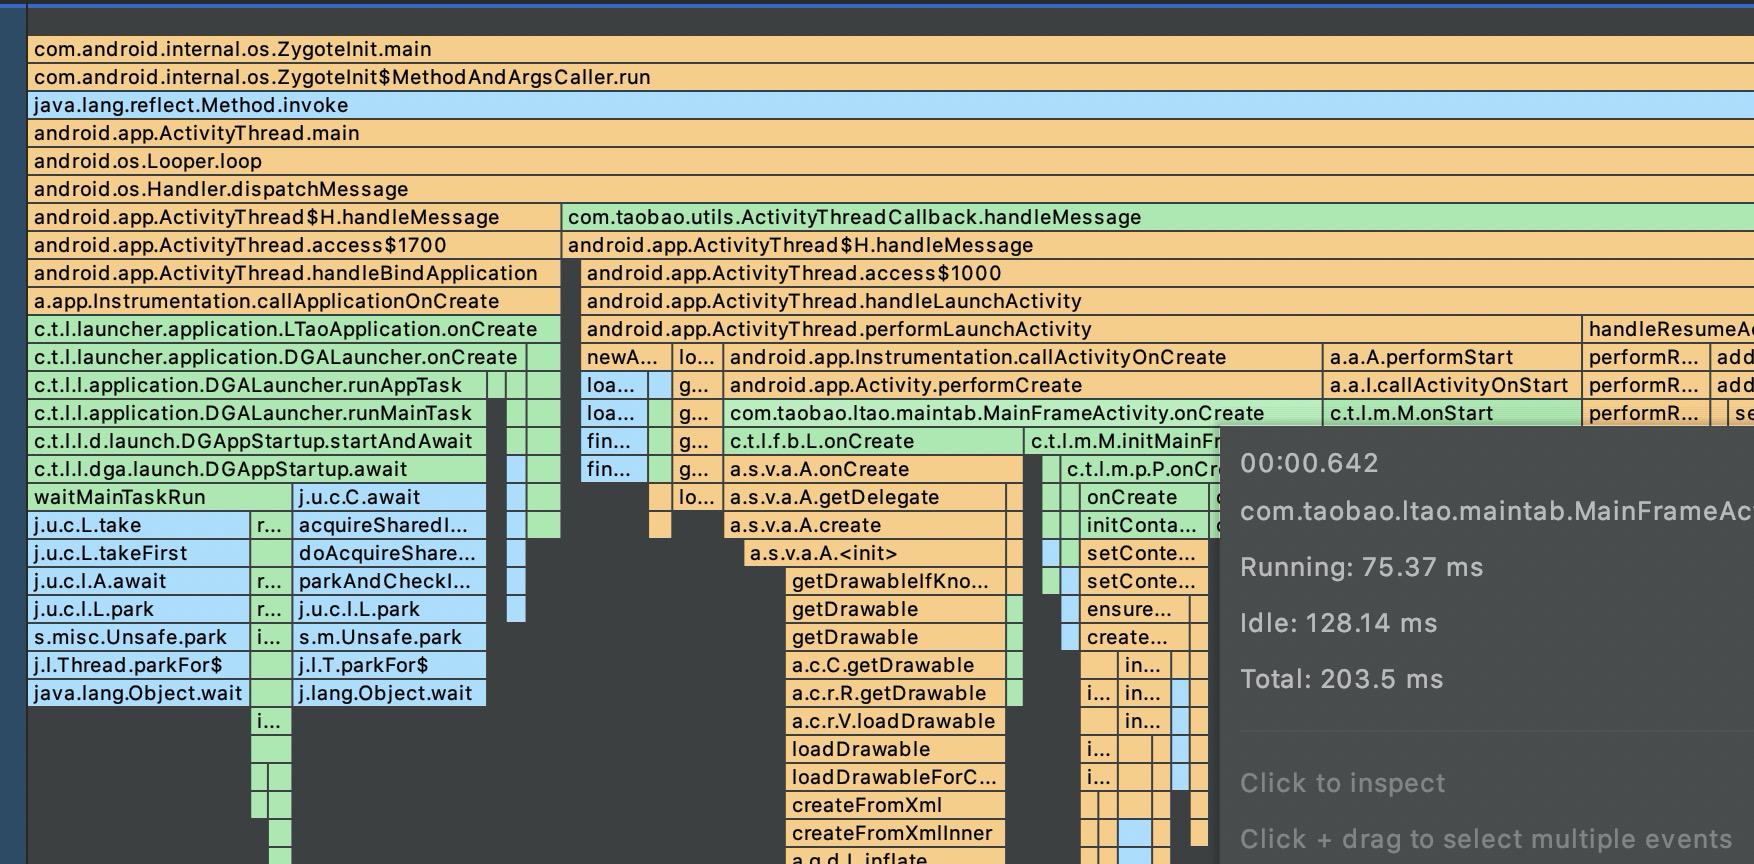 com.android.internal.os.ZygoteInit.main
com.android.internal.os.ZygoteInit$MethodAndArgsCaller.run
java.lang.reflect.Method.invoke
android.app.ActivityThread.main
android.os.Looper.loop
android.os.Handler.dispatchMessage
android.app.ActivityThread$H.handleMessage com.taobao.utils.ActivityThreadCallback.handleMessage
android.app.ActivityThread.access$1700 android.app.ActivityThread$H.handleMessage
android.app.ActivityThread.handleBindApplication android.app.ActivityThread.access$1000
a.app.Instrumentation.callApplicationOnCreate android.app.ActivityThread.handleLaunchActivity
c.t.l.launcher.application.LTaoApplication.onCreate android.app.ActivityThread.performLaunchActivity handleResumeA
c.t.l.launcher.application.DGALauncher.onCreate newA... lo... android.app.Instrumentation.callActivityOnCreate a.a.A.performStart performR... add
c.t.l.l.application.DGALauncher.runAppTask loa... g... android.app.Activity.performCreate a.a.I.callActivityOnStart performR... add
c.t.l.l.application.DGALauncher.runMainTask loa... g... com.taobao.ltao.maintab.MainFrameActivity.onCreate c.t.l.m.M.onStart performR... se
c.t.l.l.d.launch.DGAppStartup.startAndAwait fin... g... c.t.l.f.b.L.onCreate c.t.l.m.M.initMainFr
c.t.l.l.dga.launch.DGAppStartup.await fin... g... a.s.v.a.A.onCreate c.t.l.m.p.P.onCr
waitMainTaskRun j.u.c.C.await lo... a.s.v.a.A.getDelegate onCreate
j.u.c.L.take r... acquireSharedI... a.s.v.a.A.create initConta...
j.u.c.L.takeFirst doAcquireShare... a.s.v.a.A.<init> setConte...
j.u.c.l.A.await r... parkAndCheckI... getDrawableIfKno... setConte...
j.u.c.l.L.park r... j.u.c.l.L.park getDrawable ensure...
s.misc.Unsafe.park i... s.m.Unsafe.park getDrawable create...
j.l.Thread.parkFor$ j.l.T.parkFor$ a.c.C.getDrawable in...
java.lang.Object.wait j.lang.Object.wait a.c.r.R.getDrawable i... in...
i... a.c.r.V.loadDrawable in...
loadDrawable i...
loadDrawableForC... i...
createFromXml
createFromXmlInner
a.g.d.L.inflate
00:00.642
com.taobao.ltao.maintab.MainFrameAc
Running: 75.37 ms
Idle: 128.14 ms
Total: 203.5 ms
Click to inspect
Click + drag to select multiple events